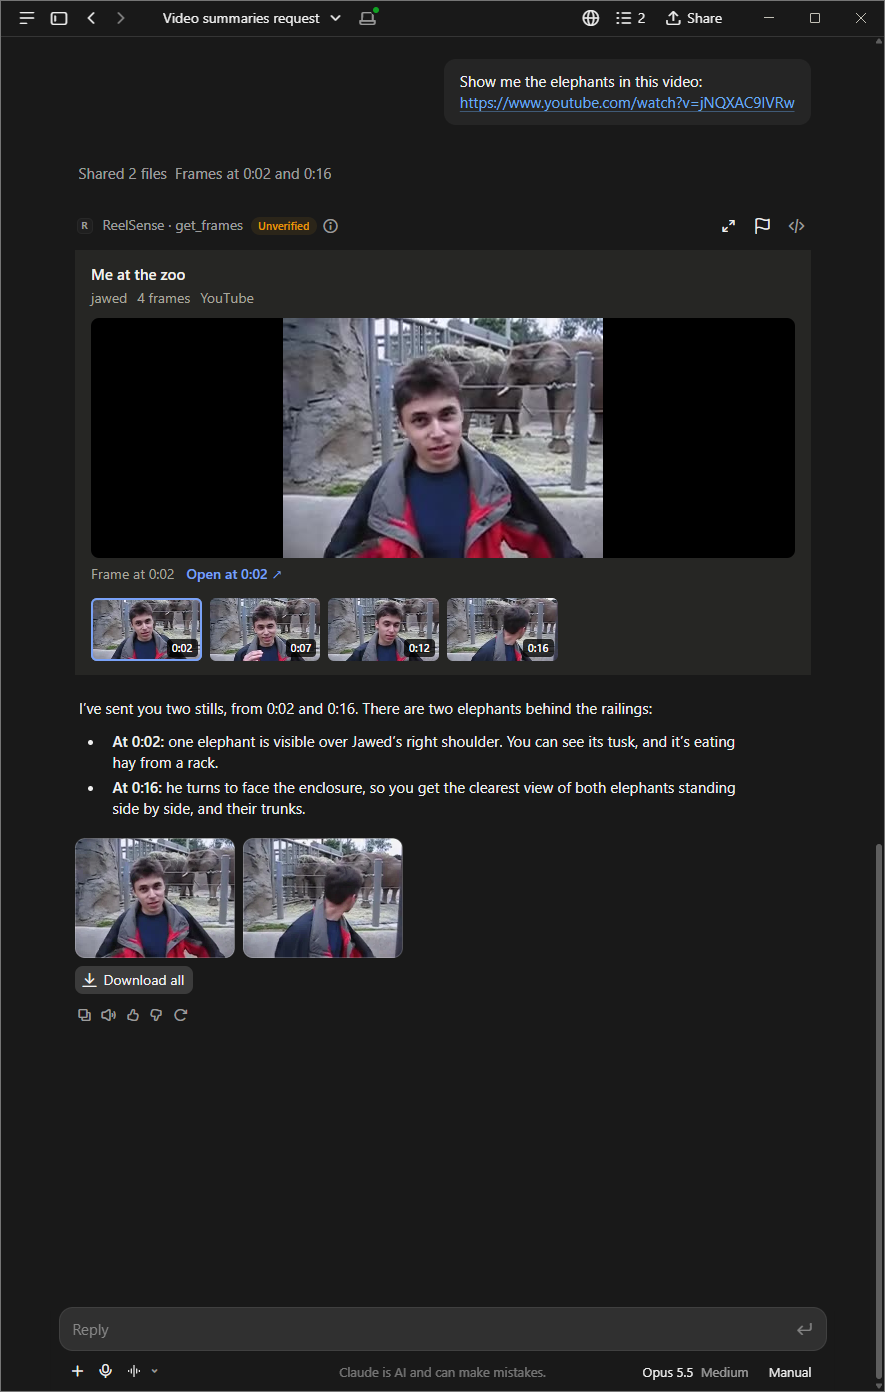 Video summaries request
2
Share
Show me the elephants in this video:
https://www.youtube.com/watch?v=jNQXAC9IVRw
Shared 2 files Frames at 0:02 and 0:16
R ReelSense · get_frames Unverified
Me at the zoo
jawed 4 frames YouTube
Frame at 0:02 Open at 0:02 ↗
0:02
0:07
0:12
0:16
I've sent you two stills, from 0:02 and 0:16. There are two elephants behind the railings:
• At 0:02: one elephant is visible over Jawed's right shoulder. You can see its tusk, and it's eating
hay from a rack.
• At 0:16: he turns to face the enclosure, so you get the clearest view of both elephants standing
side by side, and their trunks.
Download all
Reply
Claude is AI and can make mistakes.
Opus 5.5 Medium
Manual